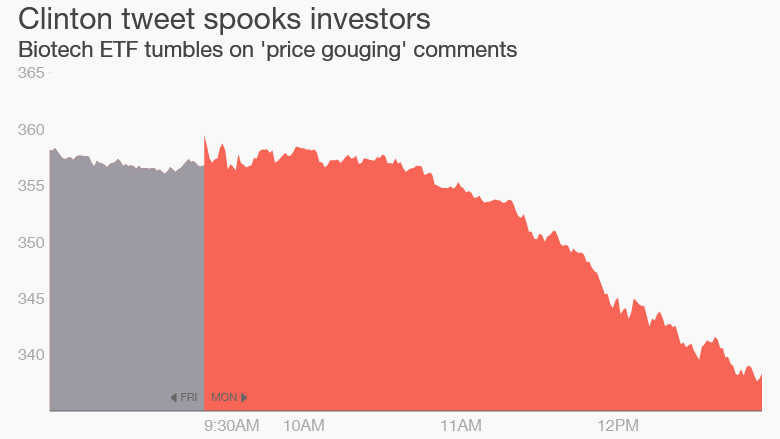 Clinton tweet spooks investors
Biotech ETF tumbles on 'price gouging' comments
365
360
355
350
345
340
FRI MON
9:30AM 10AM 11AM 12PM